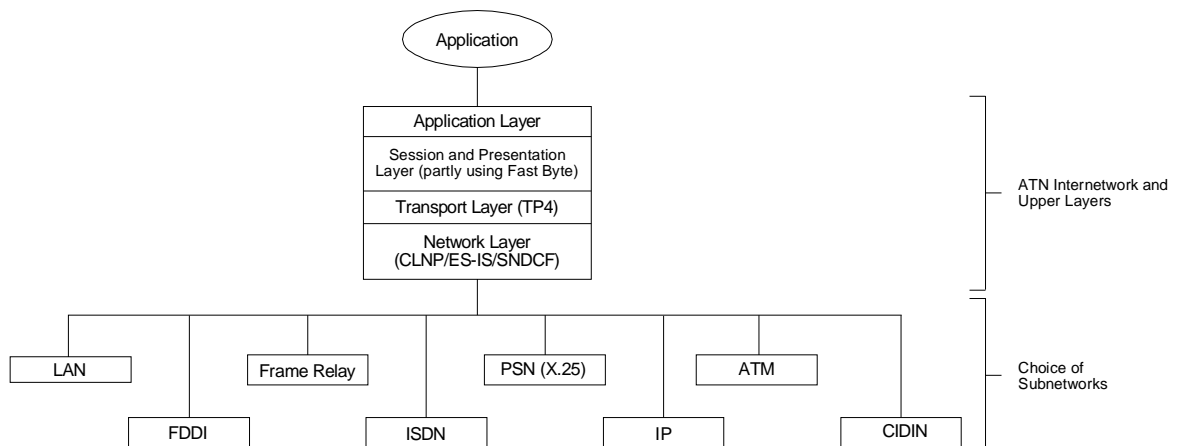 Application
Application Layer
Session and Presentation
Layer (partly using Fast Byte)
Transport Layer (TP4)
Network Layer
(CLNP/ES-IS/SNDCF)
ATN Internetwork and
Upper Layers
LAN
Frame Relay
PSN (X.25)
ATM
Choice of
Subnetworks
FDDI
ISDN
IP
CIDIN